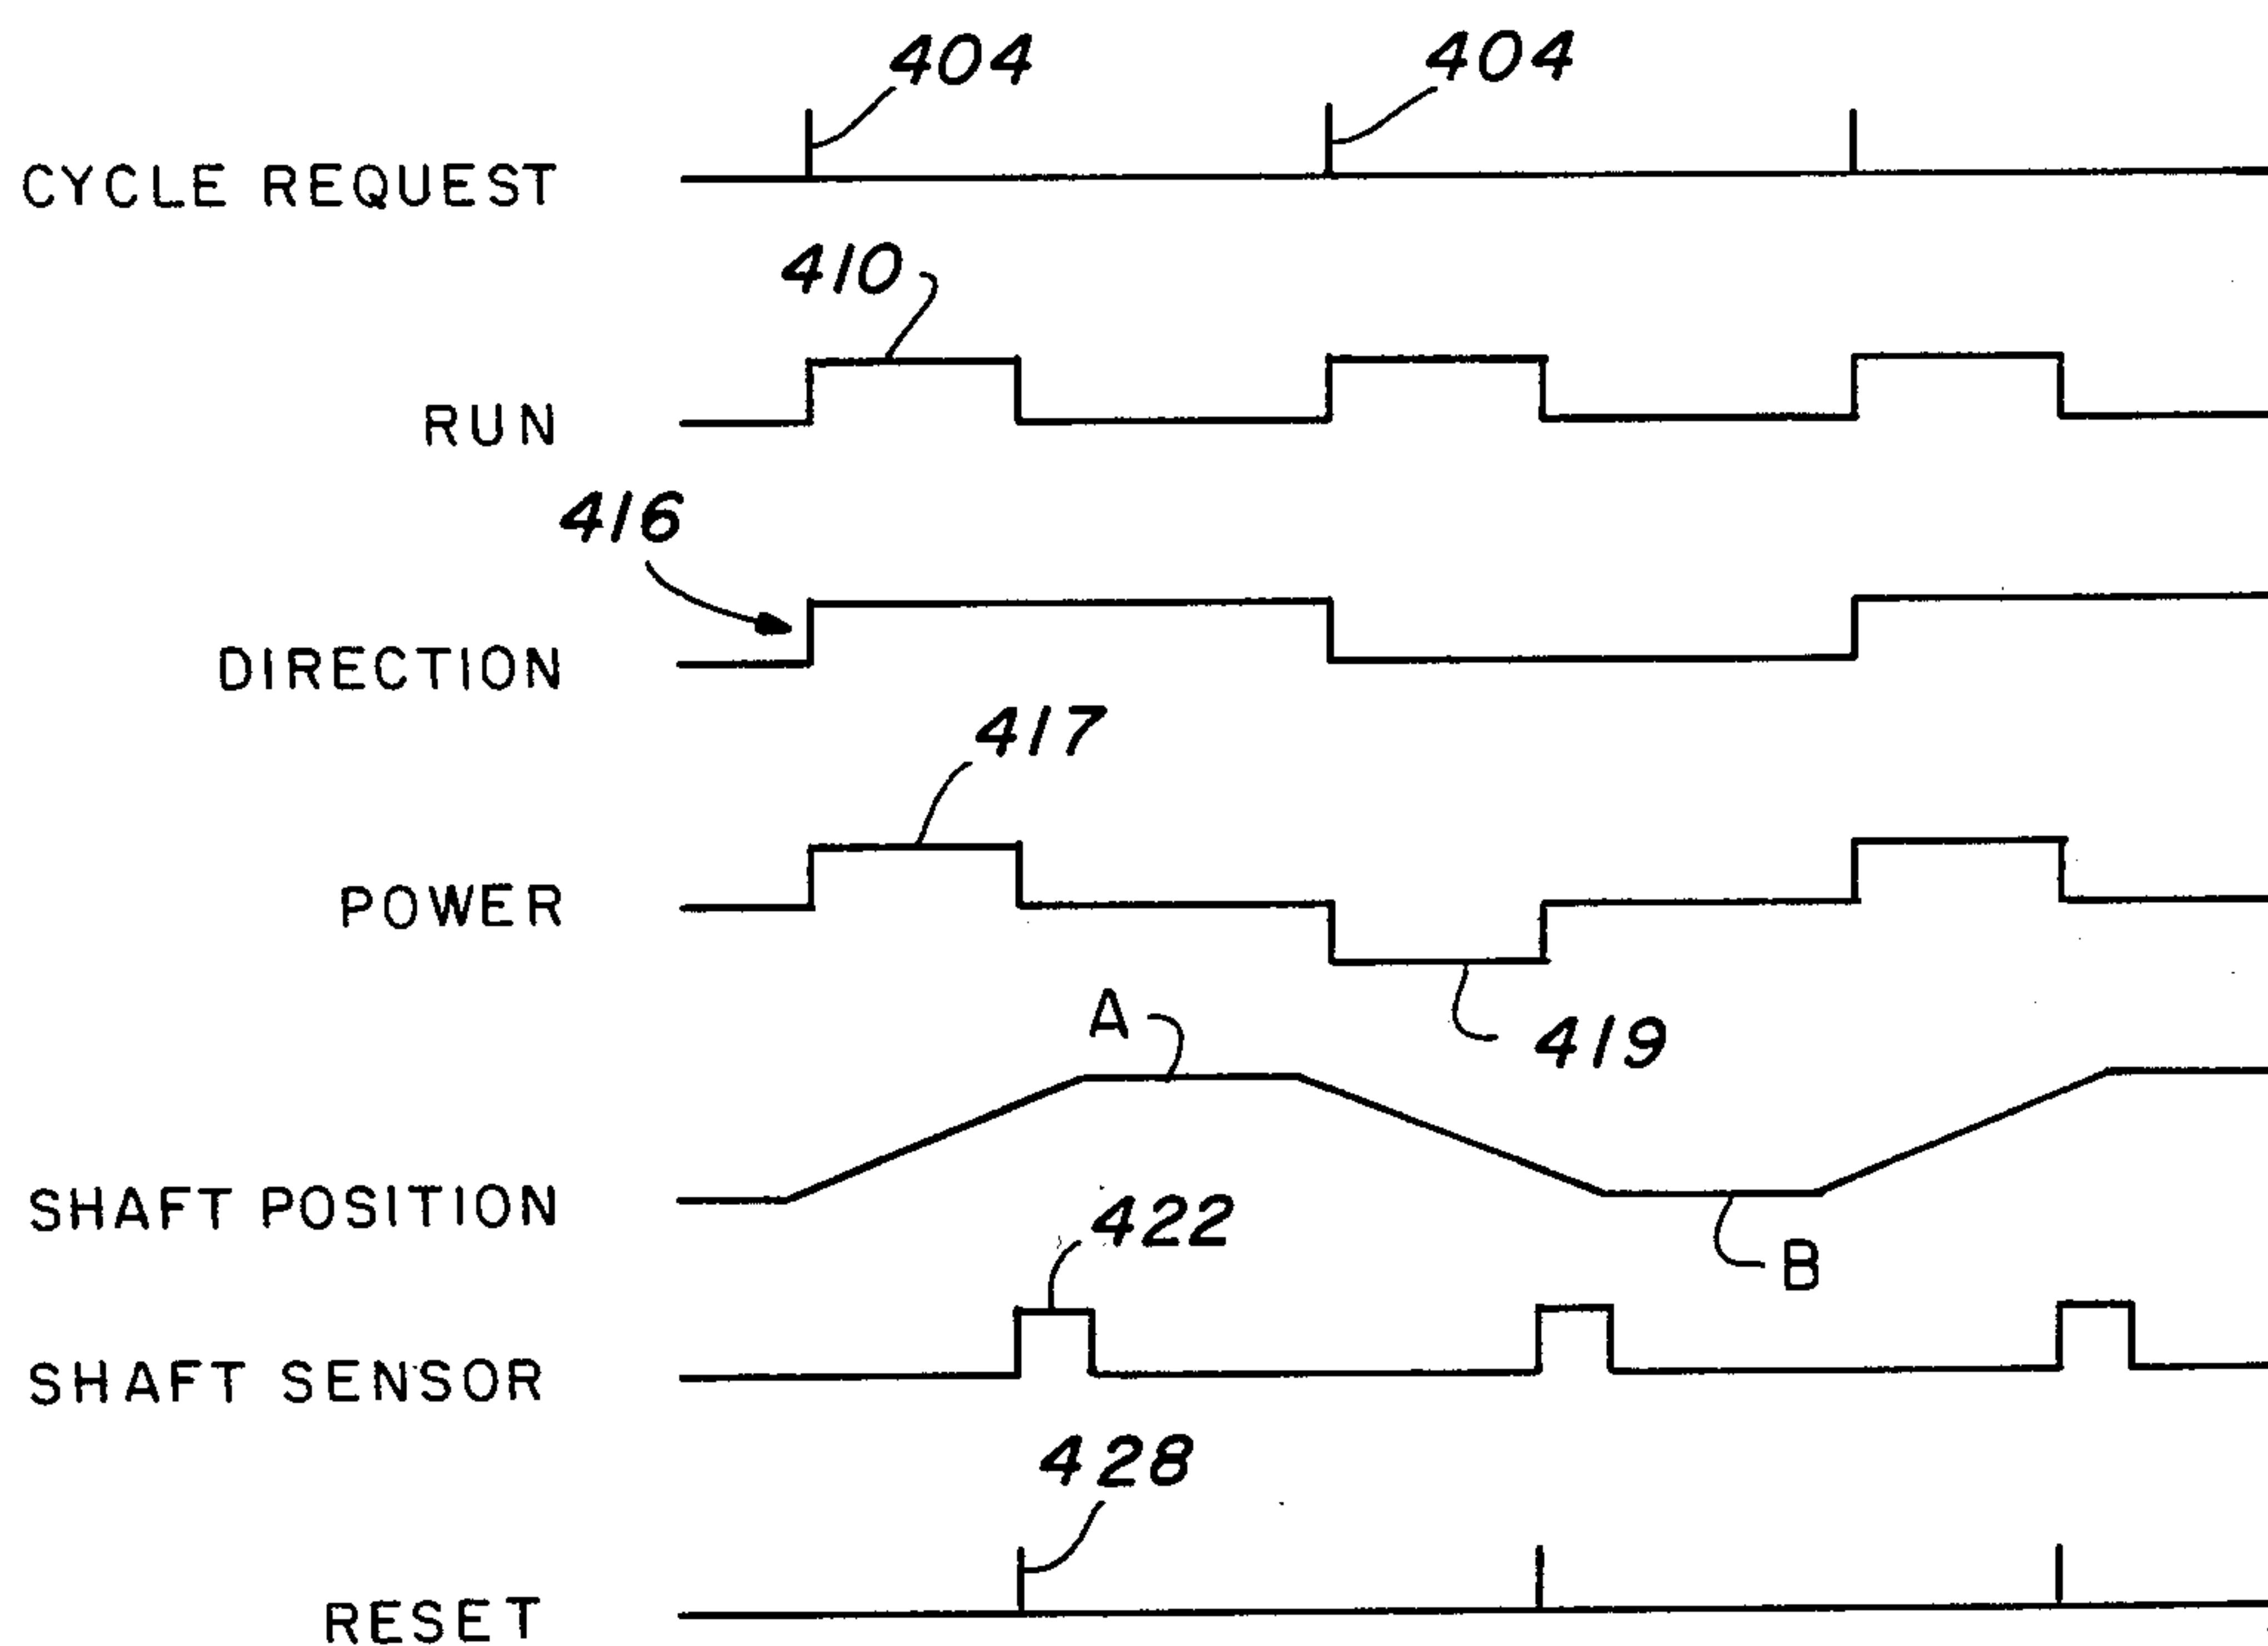 404 404
CYCLE REQUEST
410
RUN
416
DIRECTION
417
POWER
A
419
SHAFT POSITION
422
B
SHAFT SENSOR
428
RESET